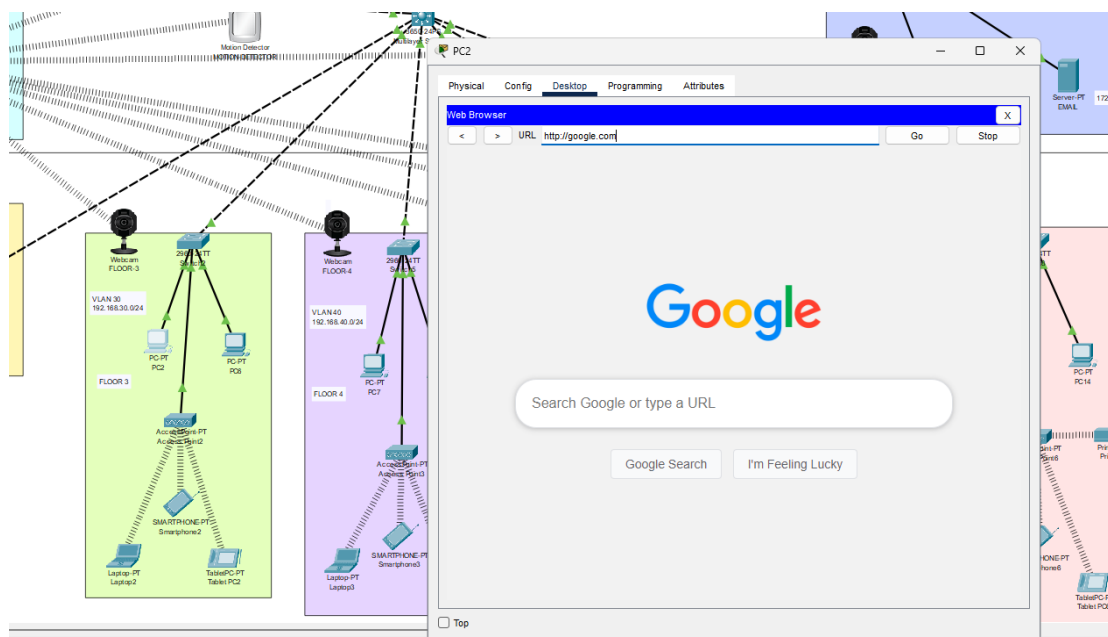 Motion Detector
MOTION-DETECTOR
PC2
Physical Config Desktop Programming Attributes
Web Browser
X
< > URL http://google.com Go Stop
Google
Search Google or type a URL
Google Search I'm Feeling Lucky
Top
Server-PT
EMAIL
172
Webcam
FLOOR-3
VLAN 30
192.168.30.0/24
PC-PT
PC2
PC-PT
PC6
FLOOR 3
AccessPoint-PT
Access Point2
SMARTPHONE-PT
Smartphone2
Laptop-PT
Laptop2
TabletPC-PT
Tablet PC2
Webcam
FLOOR-4
VLAN 40
192.168.40.0/24
PC-PT
PC7
FLOOR 4
AccessPoint-PT
Access Point3
SMARTPHONE-PT
Smartphone3
Laptop-PT
Laptop3
PC-PT
PC14